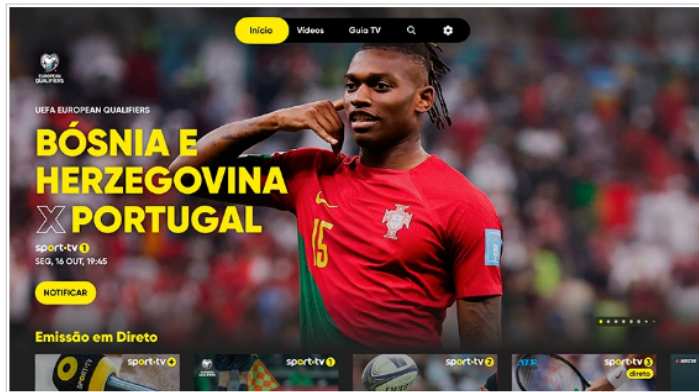 Início Vídeos Guia TV
EUROPEAN
QUALIFIERS
UEFA EUROPEAN QUALIFIERS
BÓSNIA E
HERZEGOVINA
X PORTUGAL
sport•tv 1
SEG, 16 OUT, 19:45
NOTIFICAR
15
Emissão em Direto
sport•tv + sport•tv 1 sport•tv 2 sport•tv 3
direto